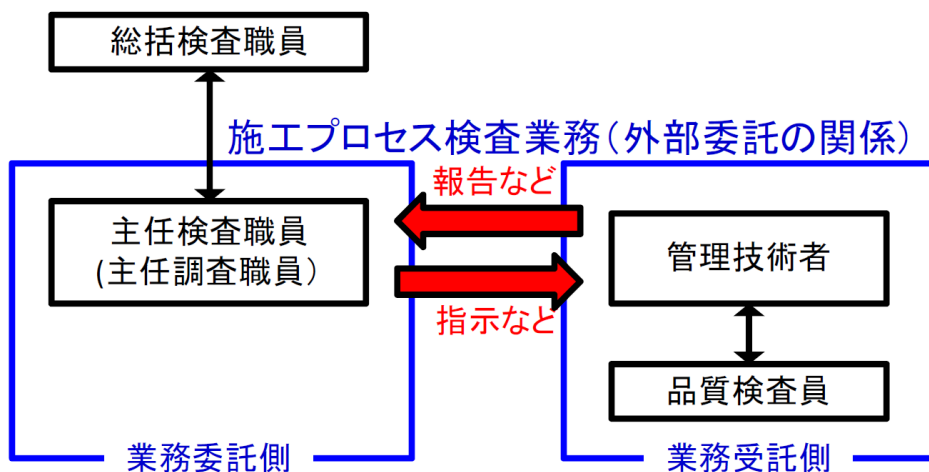 総括検査職員
施工プロセス検査業務(外部委託の関係)
報告など
主任検査職員
(主任調査職員)
管理技術者
指示など
品質検査員
業務委託側
業務受託側